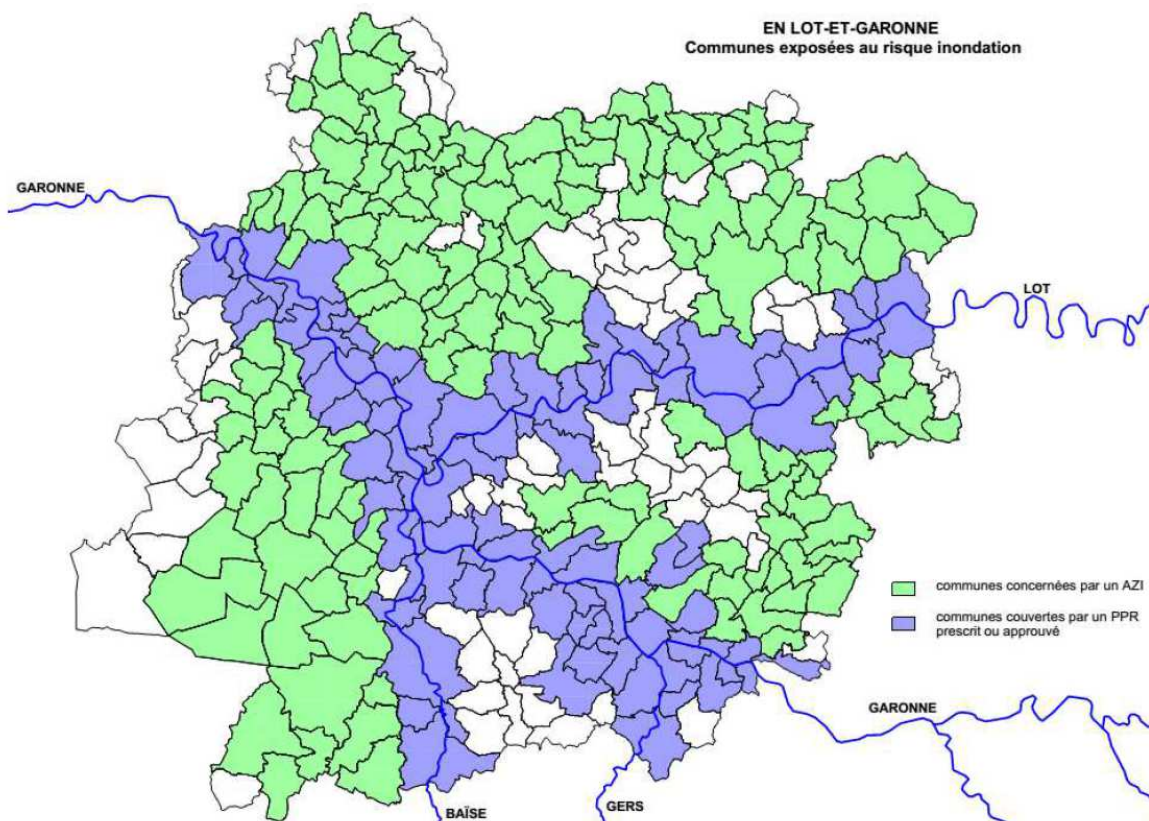 EN LOT-ET-GARONNE
Communes exposées au risque inondation
GARONNE
LOT
communes concernées par un AZI
communes couvertes par un PPR
prescrit ou approuvé
GARONNE
BAÏSE
GERS